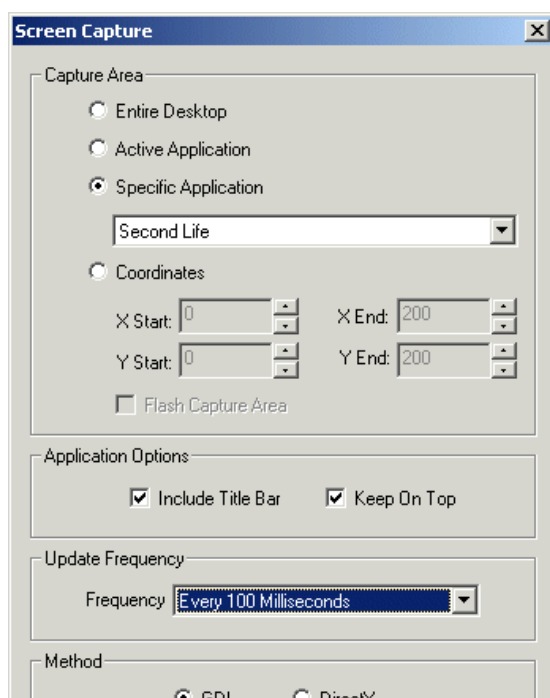 Screen Capture
Capture Area
Entire Desktop
Active Application
Specific Application
Second Life
Coordinates
X Start: 0 X End: 200
Y Start: 0 Y End: 200
Flash Capture Area
Application Options
Include Title Bar Keep On Top
Update Frequency
Frequency Every 100 Milliseconds
Method
GDI DirectX